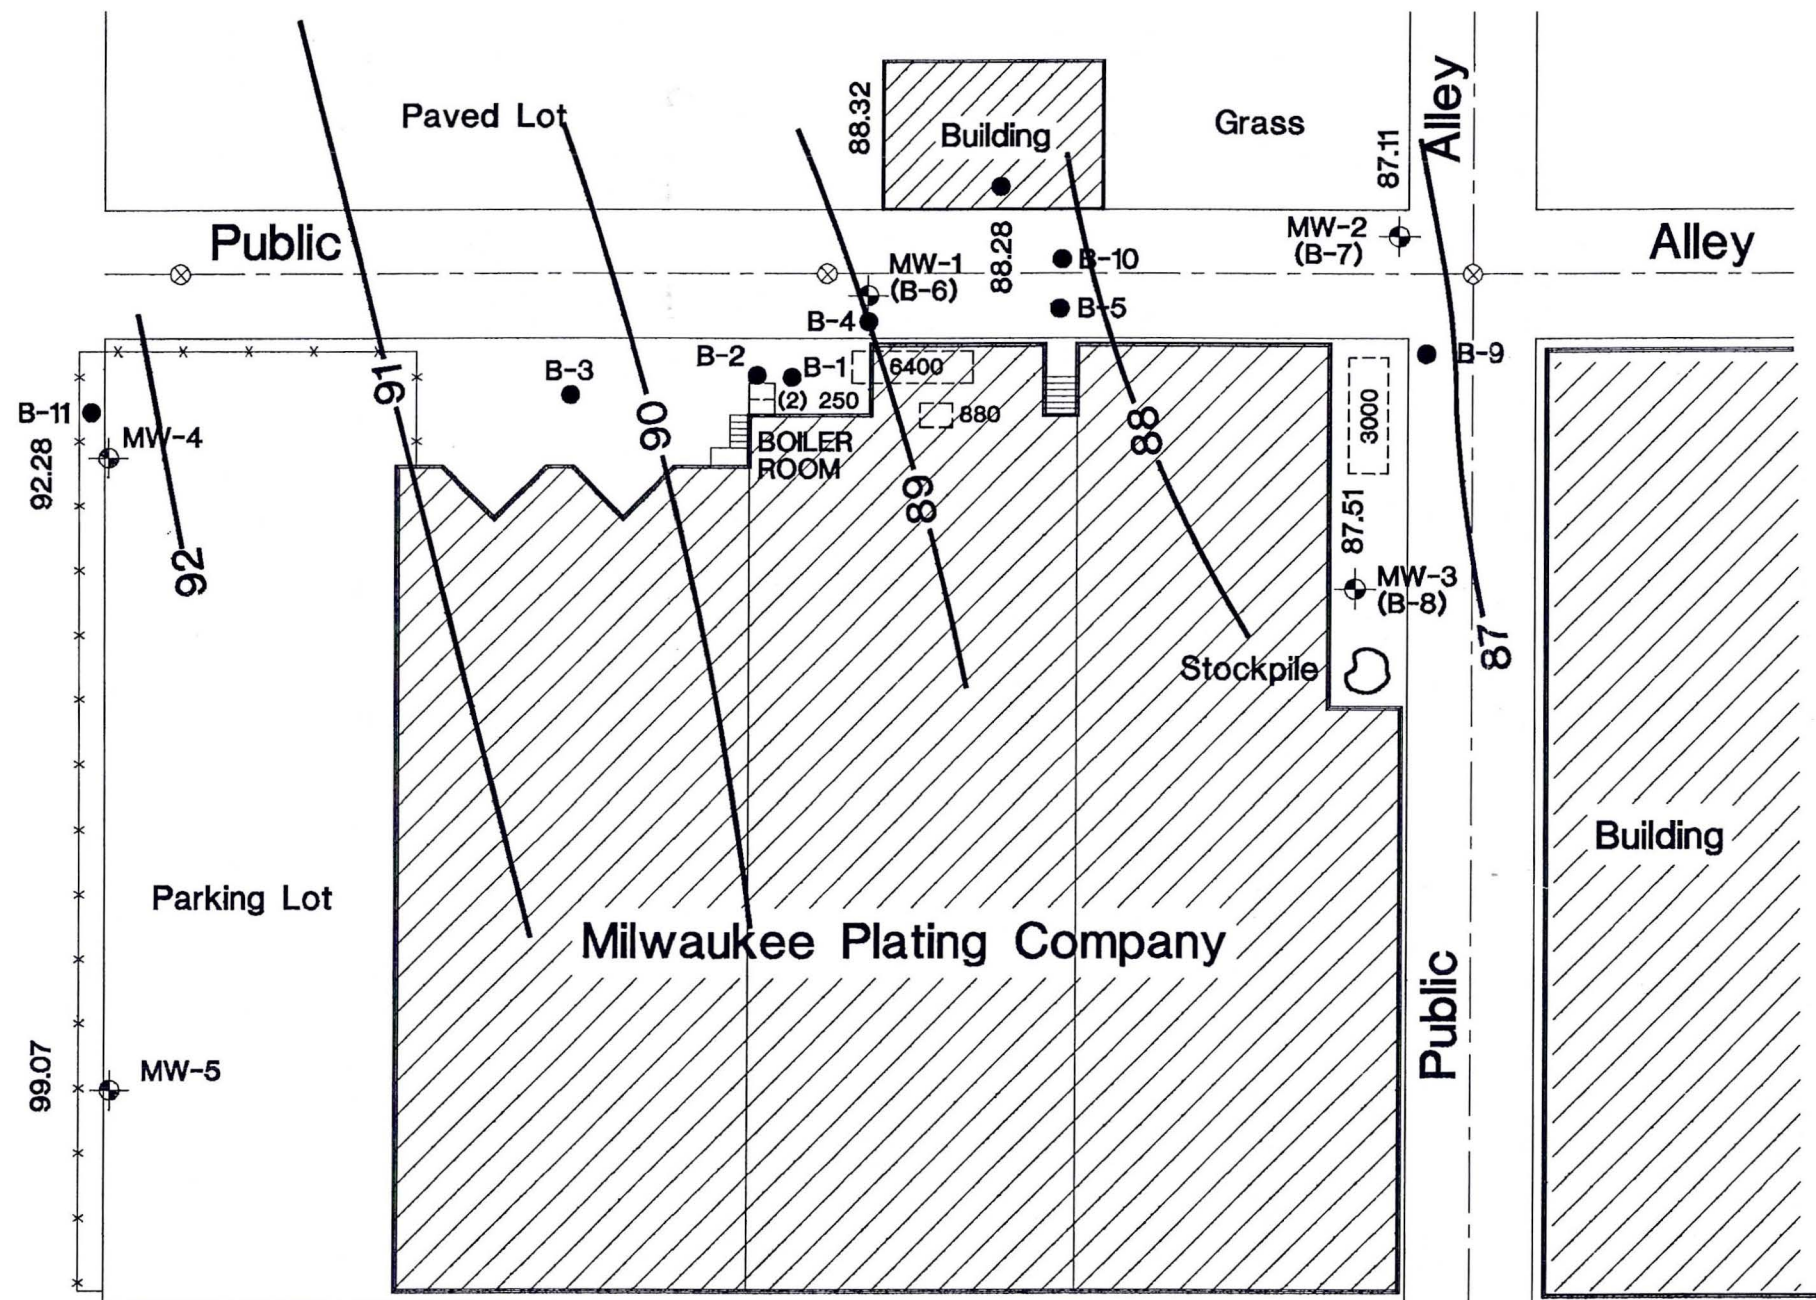 Paved Lot
88.32
Building
Grass
87.11
Alley
Public
88.28
B-10
MW-1
(B-6)
MW-2
(B-7)
Alley
B-4
B-5
B-2
B-1
6400
B-9
B-3
91
90
(2) 250
880
88
3000
B-11
MW-4
92.28
BOILER
ROOM
89
87.51
92
MW-3
(B-8)
87
Stockpile
Building
Parking Lot
Milwaukee Plating Company
Public
99.07
MW-5